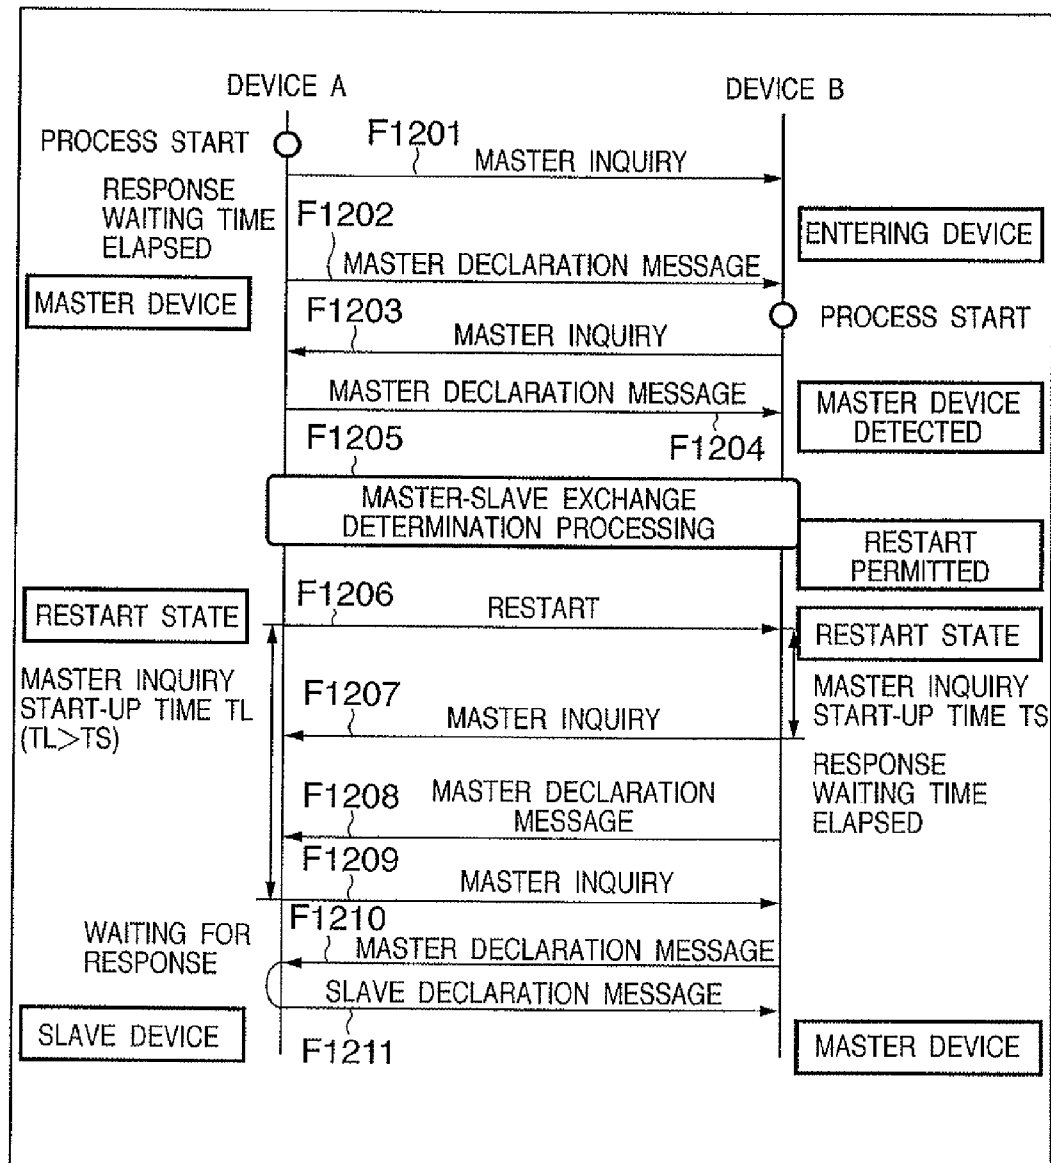 DEVICE A
DEVICE B
PROCESS START
F1201
MASTER INQUIRY
RESPONSE
WAITING TIME
ELAPSED
F1202
ENTERING DEVICE
MASTER DECLARATION MESSAGE
MASTER DEVICE
F1203
PROCESS START
MASTER INQUIRY
MASTER DECLARATION MESSAGE
F1204
MASTER DEVICE
DETECTED
F1205
MASTER-SLAVE EXCHANGE
DETERMINATION PROCESSING
RESTART
PERMITTED
RESTART STATE
F1206
RESTART
RESTART STATE
MASTER INQUIRY
START-UP TIME TL
(TL>TS)
F1207
MASTER INQUIRY
MASTER INQUIRY
START-UP TIME TS
RESPONSE
WAITING TIME
ELAPSED
F1208
MASTER DECLARATION
MESSAGE
F1209
MASTER INQUIRY
WAITING FOR
RESPONSE
F1210
MASTER DECLARATION MESSAGE
SLAVE DECLARATION MESSAGE
SLAVE DEVICE
F1211
MASTER DEVICE